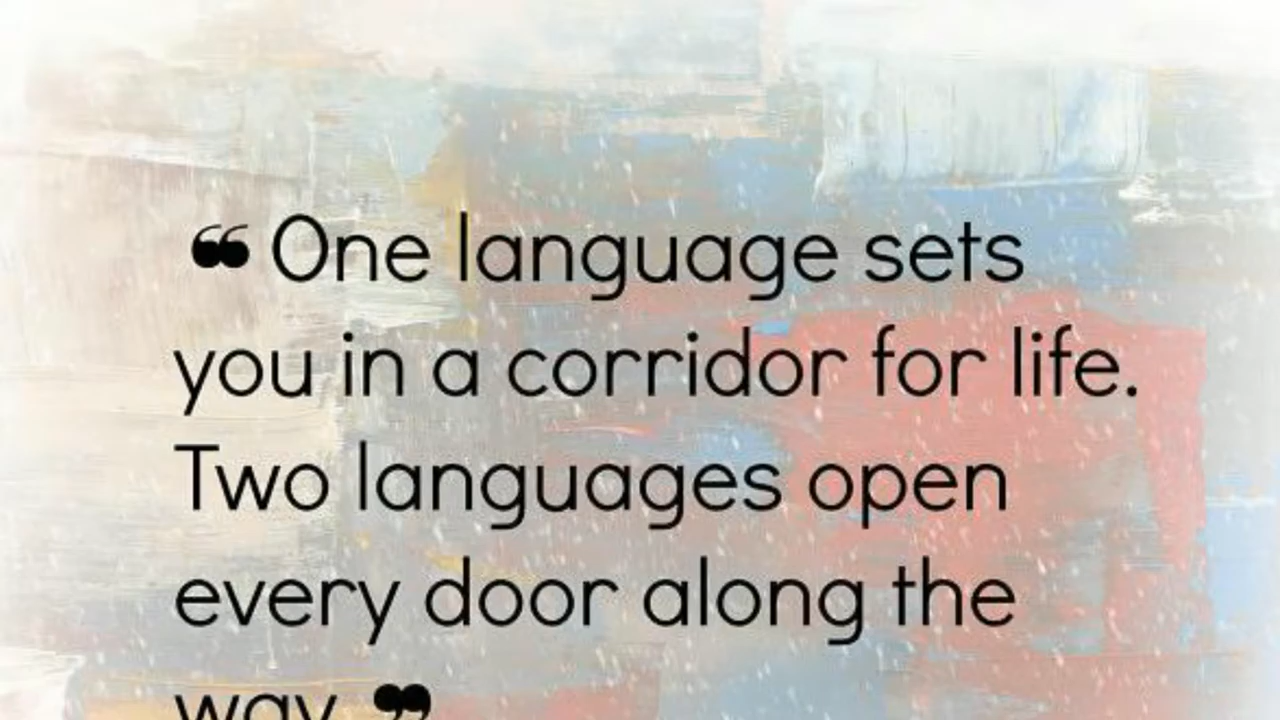 ❝ One language sets
you in a corridor for life.
Two languages open
every door along the
way. ❞